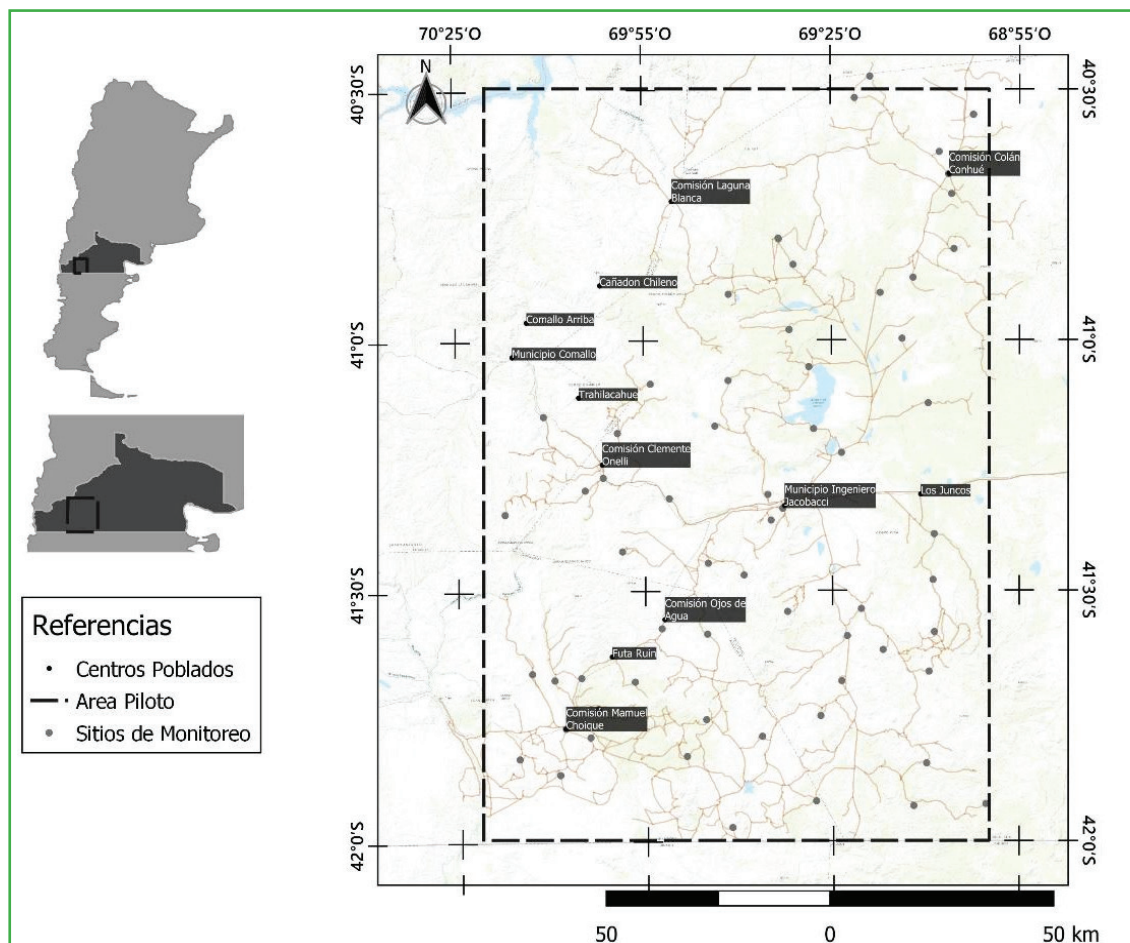 70°25'O
69°55'O
69°25'O
68°55'O
N
40°30'S
40°30'S
Comisión Colán
Conhué
Comisión Laguna
Blanca
Cañadon Chileno
Comallo Arriba
41°0'S
41°0'S
Municipio Comallo
Trahilacahue
Comisión Clemente
Onelli
Municipio Ingeniero
Jacobacci
Los Juncos
41°30'S
41°30'S
Comisión Ojos de
Agua
Futa Ruin
Comisión Mamuel
Choique
42°0'S
42°0'S
Referencias
Centros Poblados
Area Piloto
Sitios de Monitoreo
50
0
50 km